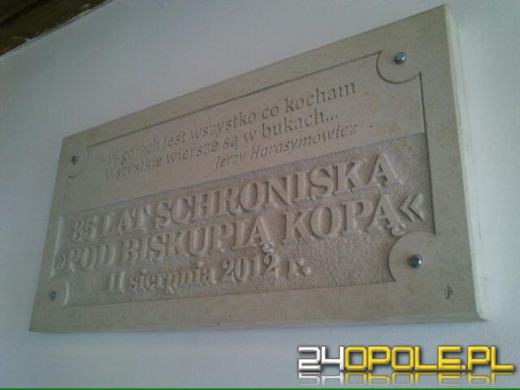 W górach jest wszystko co kocham
Wszystkie wiersze są w bukach...
Jerzy Harasymowicz
85 LAT SCHRONISKA
»POD BISKUPIĄ KOPĄ«
11 sierpnia 2012 r.
24OPOLE.PL